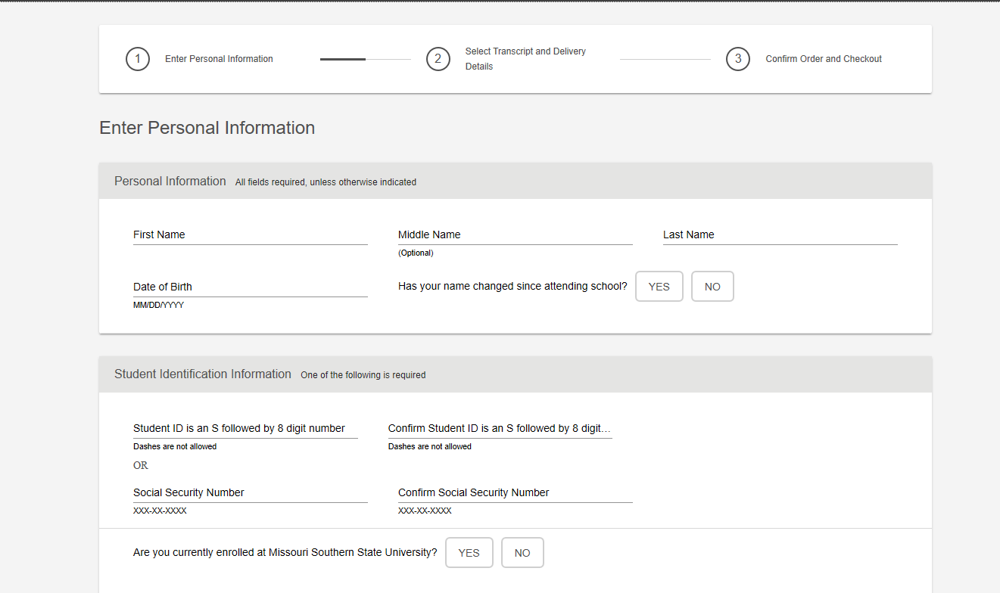 1 Enter Personal Information
2 Select Transcript and Delivery
Details
3 Confirm Order and Checkout
Enter Personal Information
Personal Information All fields required, unless otherwise indicated
First Name Middle Name Last Name
(Optional)
Date of Birth Has your name changed since attending school? YES NO
MM/DD/YYYY
Student Identification Information One of the following is required
Student ID is an S followed by 8 digit number Confirm Student ID is an S followed by 8 digit...
Dashes are not allowed Dashes are not allowed
OR
Social Security Number Confirm Social Security Number
XXX-XX-XXXX XXX-XX-XXXX
Are you currently enrolled at Missouri Southern State University? YES NO